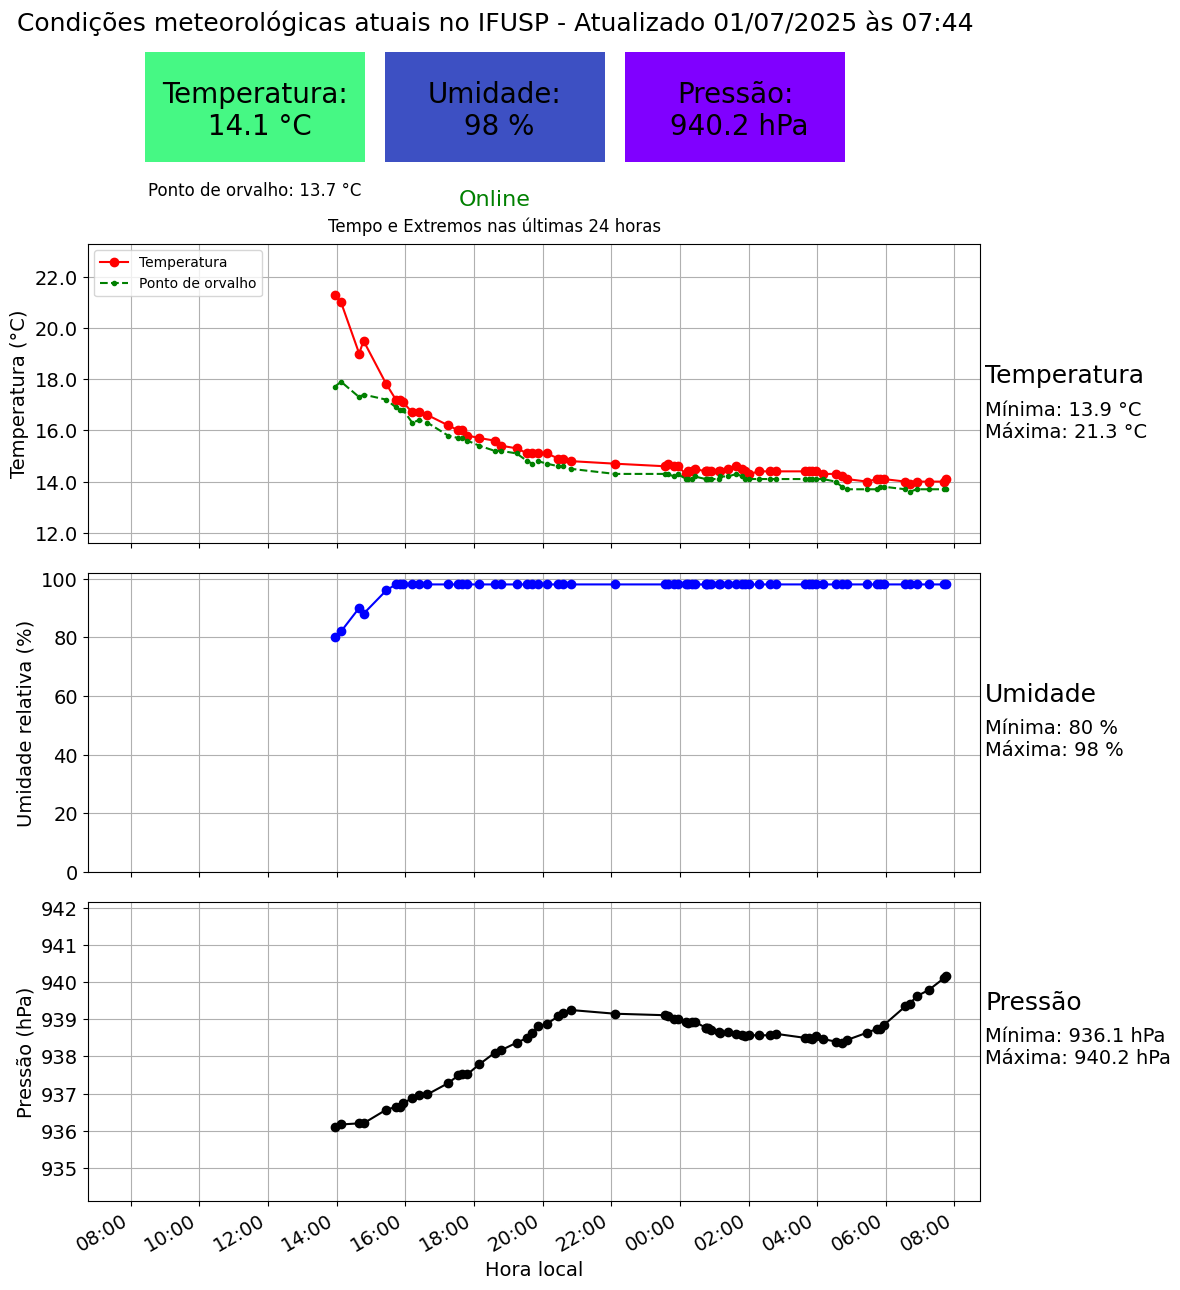 Condições meteorológicas atuais no IFUSP - Atualizado 01/07/2025 às 07:44
Temperatura:
14.1 °C
Umidade:
98 %
Pressão:
940.2 hPa
Ponto de orvalho: 13.7 °C
Online
Tempo e Extremos nas últimas 24 horas
Temperatura
Ponto de orvalho
Temperatura (°C)
22.0
20.0
18.0
16.0
14.0
12.0
Temperatura
Mínima: 13.9 °C
Máxima: 21.3 °C
Umidade relativa (%)
100
80
60
40
20
0
Umidade
Mínima: 80 %
Máxima: 98 %
Pressão (hPa)
942
941
940
939
938
937
936
935
Pressão
Mínima: 936.1 hPa
Máxima: 940.2 hPa
08:00
10:00
12:00
14:00
16:00
18:00
20:00
22:00
00:00
02:00
04:00
06:00
08:00
Hora local